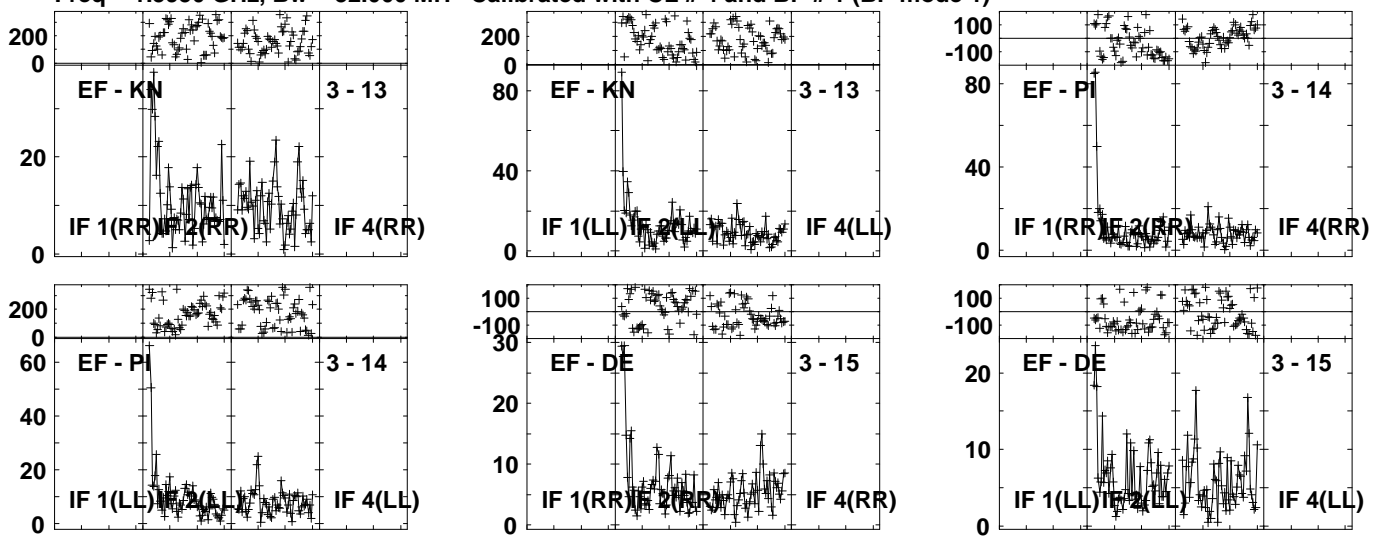 GHz, Bw = 32.000 MH Calibrated with CL # and BP # (BP mode 1)
200
0
EF - KN 3 - 13
20
0
IF 1(RR) IF 2(RR) IF 4(RR)
200
0
EF - KN 3 - 13
80
40
0
IF 1(LL) IF 2(LL) IF 4(LL)
100
-100
EF - PI 3 - 14
80
40
0
IF 1(RR) IF 2(RR) IF 4(RR)
200
0
EF - PI 3 - 14
60
40
20
0
IF 1(LL) IF 2(LL) IF 4(LL)
100
-100
EF - DE 3 - 15
30
20
10
0
IF 1(RR) IF 2(RR) IF 4(RR)
100
-100
EF - DE 3 - 15
20
10
0
IF 1(LL) IF 2(LL) IF 4(LL)